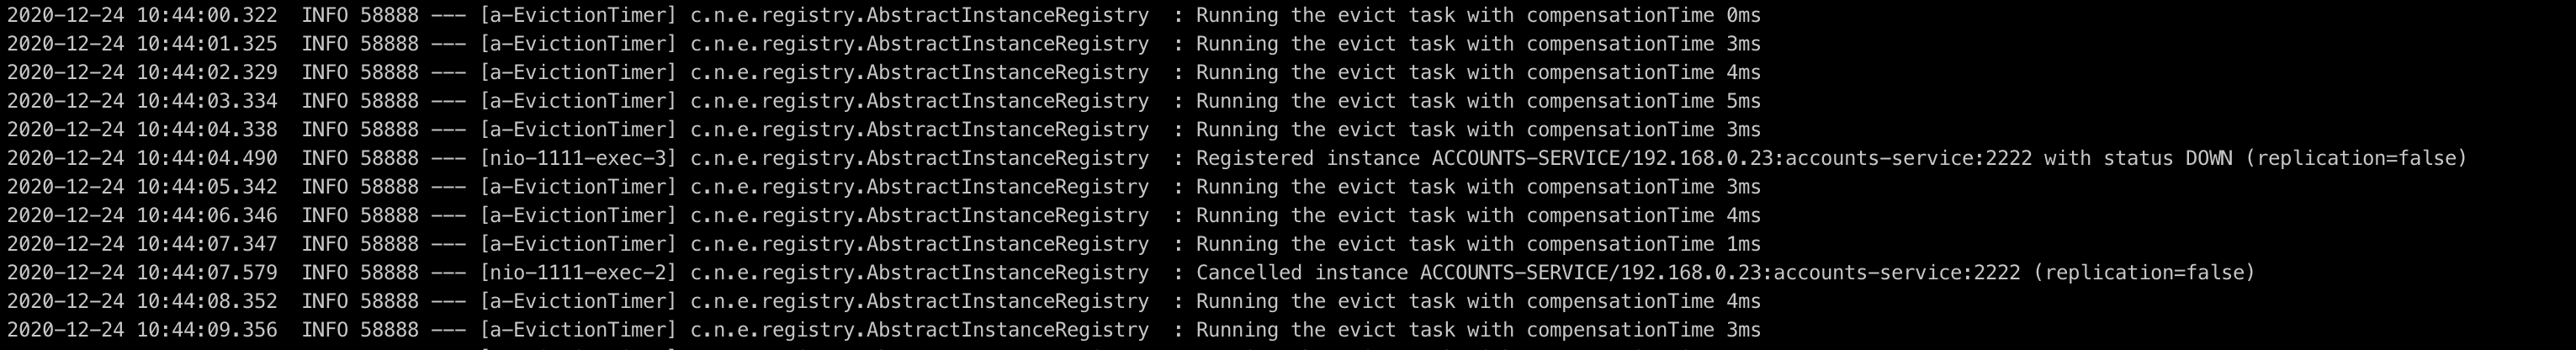 2020-12-24 10:44:00.322  INFO 58888 --- [a-EvictionTimer] c.n.e.registry.AbstractInstanceRegistry  : Running the evict task with compensationTime 0ms
2020-12-24 10:44:01.325  INFO 58888 --- [a-EvictionTimer] c.n.e.registry.AbstractInstanceRegistry  : Running the evict task with compensationTime 3ms
2020-12-24 10:44:02.329  INFO 58888 --- [a-EvictionTimer] c.n.e.registry.AbstractInstanceRegistry  : Running the evict task with compensationTime 4ms
2020-12-24 10:44:03.334  INFO 58888 --- [a-EvictionTimer] c.n.e.registry.AbstractInstanceRegistry  : Running the evict task with compensationTime 5ms
2020-12-24 10:44:04.338  INFO 58888 --- [a-EvictionTimer] c.n.e.registry.AbstractInstanceRegistry  : Running the evict task with compensationTime 3ms
2020-12-24 10:44:04.490  INFO 58888 --- [nio-1111-exec-3] c.n.e.registry.AbstractInstanceRegistry  : Registered instance ACCOUNTS-SERVICE/192.168.0.23:accounts-service:2222 with status DOWN (replication=false)
2020-12-24 10:44:05.342  INFO 58888 --- [a-EvictionTimer] c.n.e.registry.AbstractInstanceRegistry  : Running the evict task with compensationTime 3ms
2020-12-24 10:44:06.346  INFO 58888 --- [a-EvictionTimer] c.n.e.registry.AbstractInstanceRegistry  : Running the evict task with compensationTime 4ms
2020-12-24 10:44:07.347  INFO 58888 --- [a-EvictionTimer] c.n.e.registry.AbstractInstanceRegistry  : Running the evict task with compensationTime 1ms
2020-12-24 10:44:07.579  INFO 58888 --- [nio-1111-exec-2] c.n.e.registry.AbstractInstanceRegistry  : Cancelled instance ACCOUNTS-SERVICE/192.168.0.23:accounts-service:2222 (replication=false)
2020-12-24 10:44:08.352  INFO 58888 --- [a-EvictionTimer] c.n.e.registry.AbstractInstanceRegistry  : Running the evict task with compensationTime 4ms
2020-12-24 10:44:09.356  INFO 58888 --- [a-EvictionTimer] c.n.e.registry.AbstractInstanceRegistry  : Running the evict task with compensationTime 3ms